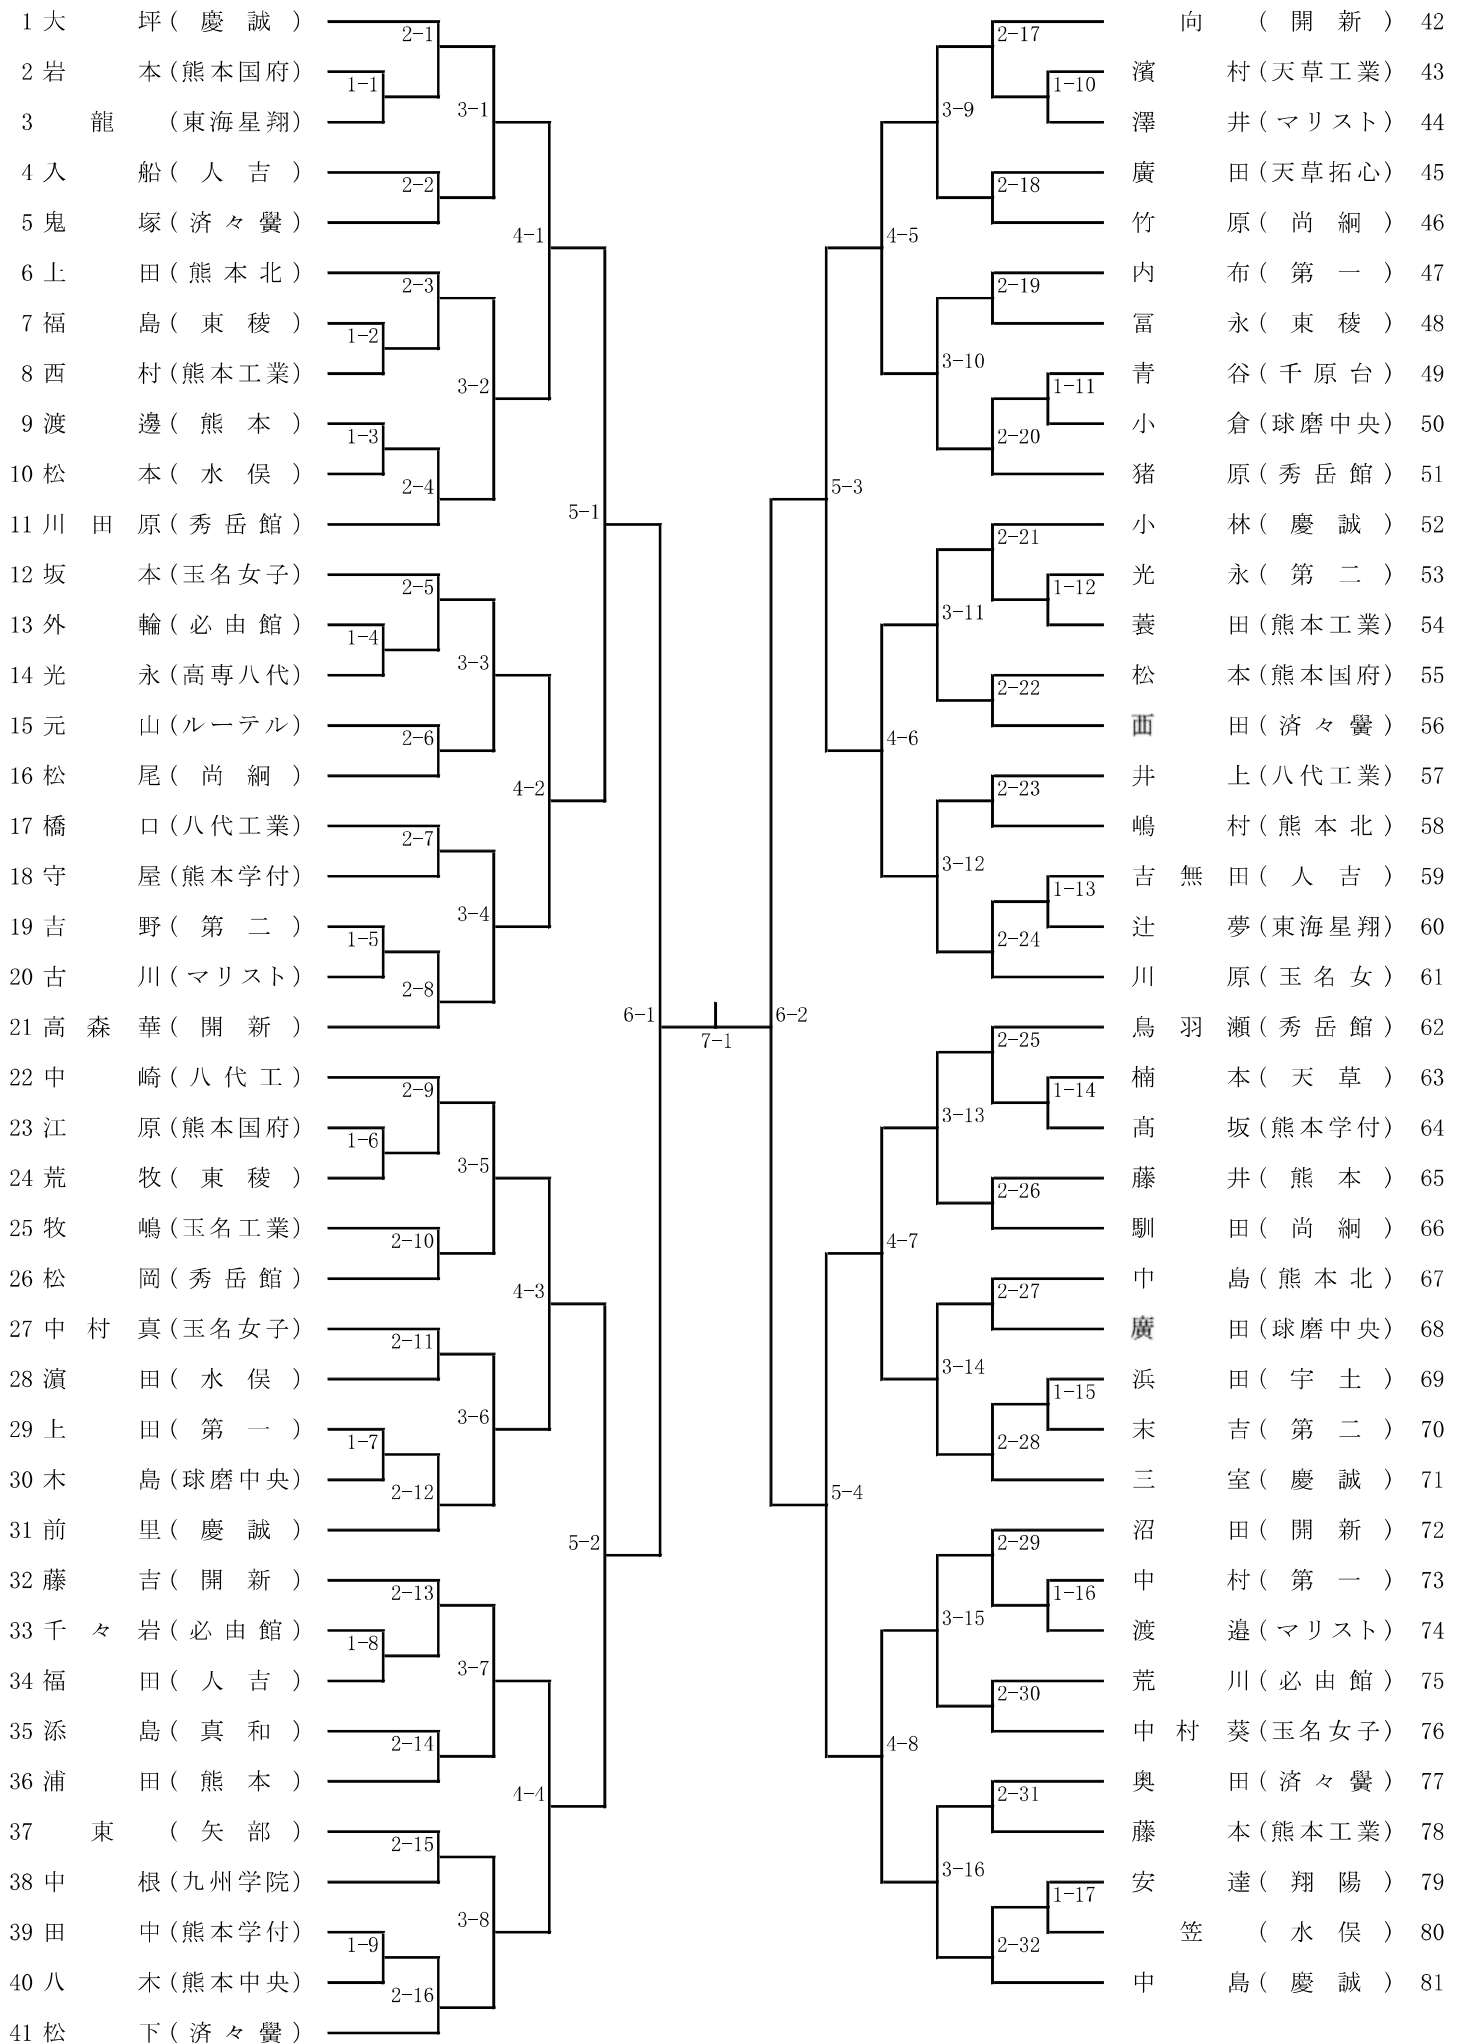 1 大坪(慶誠)
2 岩本(熊本国府)
3 龍(東海星翔)
4 入船(人吉)
5 鬼塚(済々黌)
6 上田(熊本北)
7 福島(東稜)
8 西村(熊本工業)
9 渡邊(熊本)
10 松本(水俣)
11 川田原(秀岳館)
12 坂本(玉名女子)
13 外輪(必由館)
14 光永(高専八代)
15 元山(ルーテル)
16 松尾(尚絅)
17 橋口(八代工業)
18 守屋(熊本学付)
19 吉野(第二)
20 古川(マリスト)
21 高森華(開新)
22 中崎(八代工)
23 江原(熊本国府)
24 荒牧(東稜)
25 牧嶋(玉名工業)
26 松岡(秀岳館)
27 中村真(玉名女子)
28 濵田(水俣)
29 上田(第一)
30 木島(球磨中央)
31 前里(慶誠)
32 藤吉(開新)
33 千々岩(必由館)
34 福田(人吉)
35 添島(真和)
36 浦田(熊本)
37 東(矢部)
38 中根(九州学院)
39 田中(熊本学付)
40 八木(熊本中央)
41 松下(済々黌)
1-1
1-2
1-3
1-4
1-5
1-6
1-7
1-8
1-9
2-1
2-2
2-3
2-4
2-5
2-6
2-7
2-8
2-9
2-10
2-11
2-12
2-13
2-14
2-15
2-16
3-1
3-2
3-3
3-4
3-5
3-6
3-7
3-8
4-1
4-2
4-3
4-4
5-1
5-2
6-1
7-1
6-2
5-3
5-4
4-5
4-6
4-7
4-8
3-9
3-10
3-11
3-12
3-13
3-14
3-15
3-16
2-17
2-18
2-19
2-20
2-21
2-22
2-23
2-24
2-25
2-26
2-27
2-28
2-29
2-30
2-31
2-32
1-10
1-11
1-12
1-13
1-14
1-15
1-16
1-17
向(開新) 42
濱村(天草工業) 43
澤井(マリスト) 44
廣田(天草拓心) 45
竹原(尚絅) 46
内布(第一) 47
冨永(東稜) 48
青谷(千原台) 49
小倉(球磨中央) 50
猪原(秀岳館) 51
小林(慶誠) 52
光永(第二) 53
蓑田(熊本工業) 54
松本(熊本国府) 55
西田(済々黌) 56
井上(八代工業) 57
嶋村(熊本北) 58
吉無田(人吉) 59
辻夢(東海星翔) 60
川原(玉名女) 61
鳥羽瀬(秀岳館) 62
楠本(天草) 63
髙坂(熊本学付) 64
藤井(熊本) 65
馴田(尚絅) 66
中島(熊本北) 67
廣田(球磨中央) 68
浜田(宇土) 69
末吉(第二) 70
三室(慶誠) 71
沼田(開新) 72
中村(第一) 73
渡邉(マリスト) 74
荒川(必由館) 75
中村葵(玉名女子) 76
奥田(済々黌) 77
藤本(熊本工業) 78
安達(翔陽) 79
笠(水俣) 80
中島(慶誠) 81